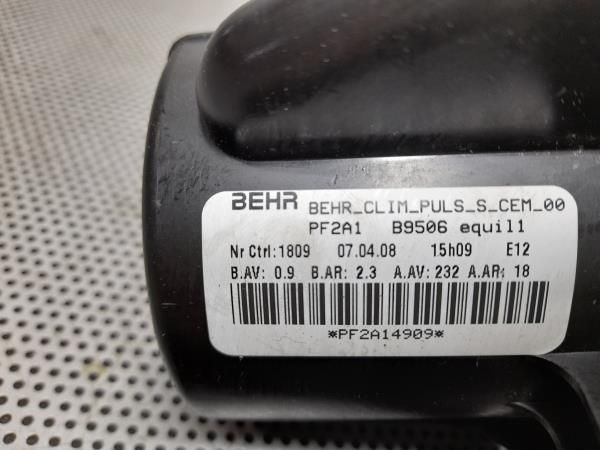 BEHR BEHR_CLIM_PULS_S_CEM_00
PF2A1 B9506 equil1
Nr Ctrl:1809 07.04.08 15h09 E12
B.AV: 0.9 B.AR: 2.3 A.AV: 232 A.AR: 18
*PF2A14909*